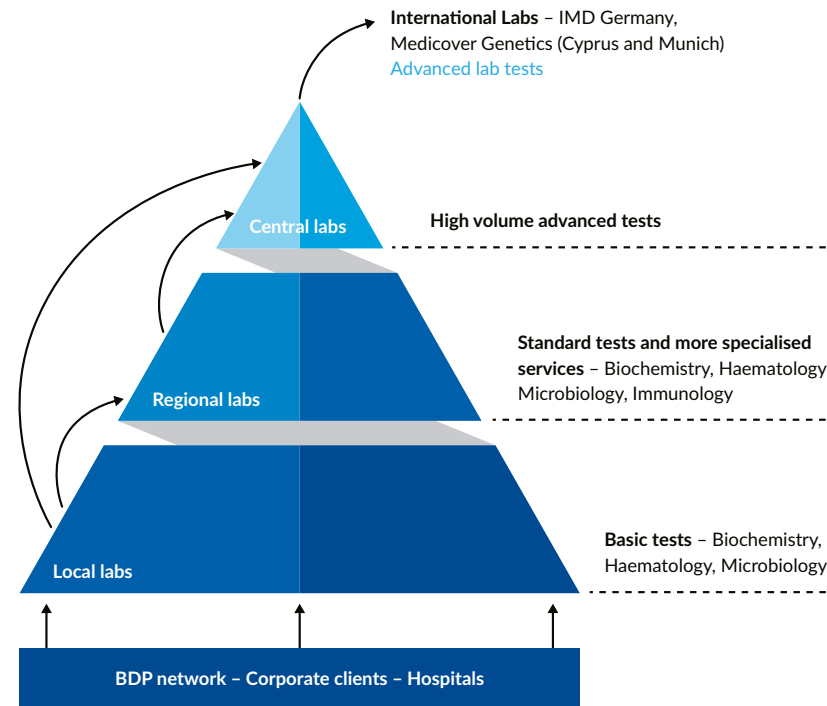 International Labs – IMD Germany,
Medicover Genetics (Cyprus and Munich)
Advanced lab tests
Central labs
High volume advanced tests
Standard tests and more specialised
services – Biochemistry, Haematology
Microbiology, Immunology
Regional labs
Basic tests – Biochemistry,
Haematology, Microbiology
Local labs
BDP network – Corporate clients – Hospitals